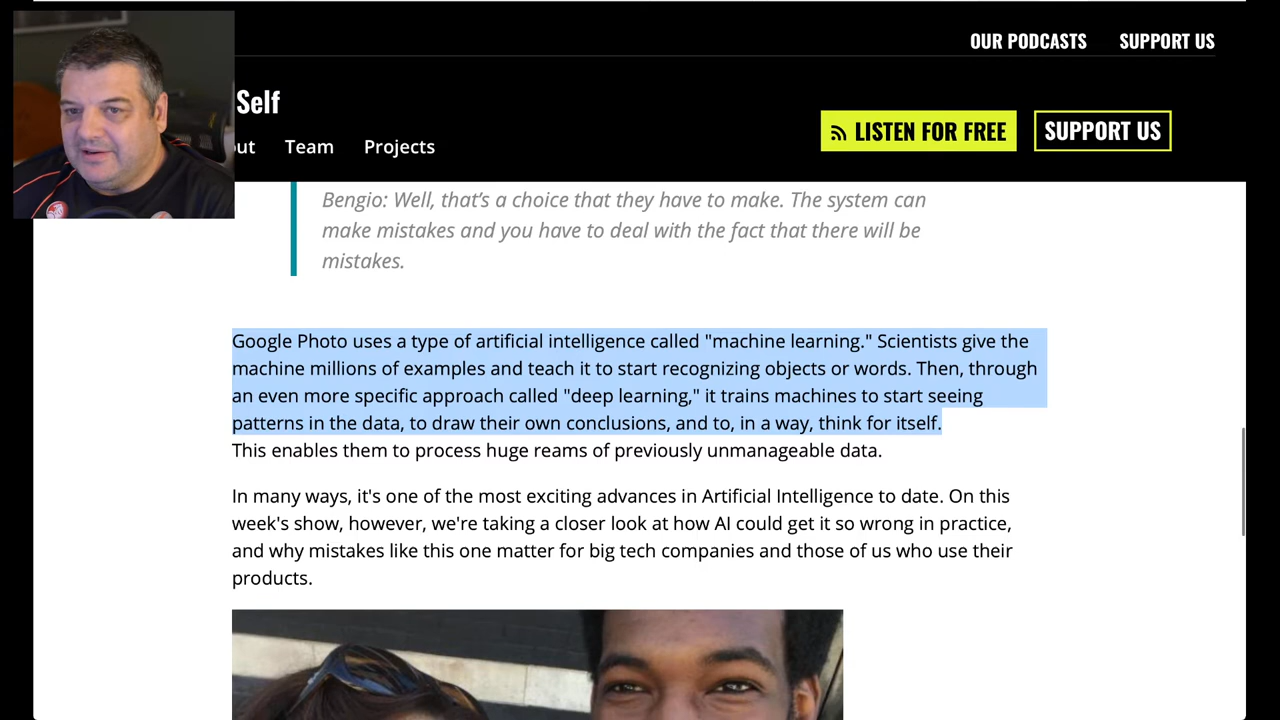 OUR PODCASTS SUPPORT US
Self
LISTEN FOR FREE SUPPORT US
out Team Projects
Bengio: Well, that’s a choice that they have to make. The system can
make mistakes and you have to deal with the fact that there will be
mistakes.
Google Photo uses a type of artificial intelligence called "machine learning." Scientists give the
machine millions of examples and teach it to start recognizing objects or words. Then, through
an even more specific approach called "deep learning," it trains machines to start seeing
patterns in the data, to draw their own conclusions, and to, in a way, think for itself.
This enables them to process huge reams of previously unmanageable data.
In many ways, it's one of the most exciting advances in Artificial Intelligence to date. On this
week's show, however, we're taking a closer look at how AI could get it so wrong in practice,
and why mistakes like this one matter for big tech companies and those of us who use their
products.